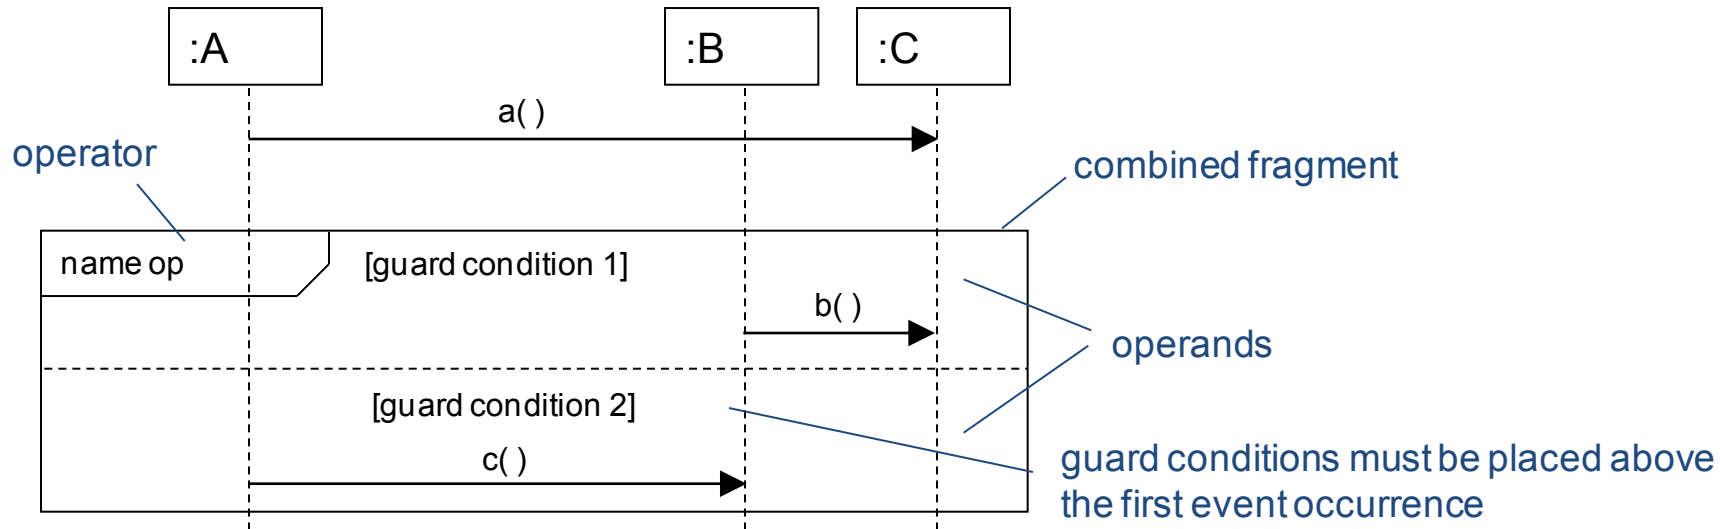 :A
:B
:C
a( )
operator
combined fragment
name op
[guard condition 1]
b( )
operands
[guard condition 2]
c( )
guard conditions must be placed above
the first event occurrence